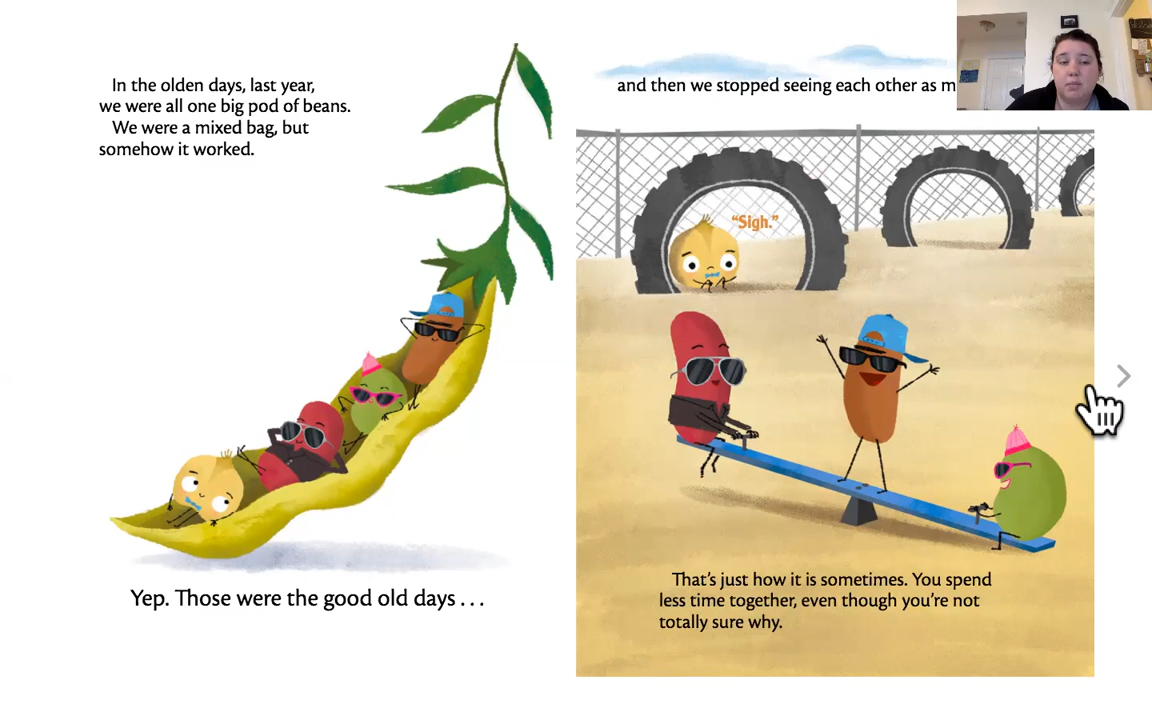 In the olden days, last year,
we were all one big pod of beans.
We were a mixed bag, but
somehow it worked.
Yep. Those were the good old days . . .
and then we stopped seeing each other as
“Sigh.”
That’s just how it is sometimes. You spend
less time together, even though you’re not
totally sure why.